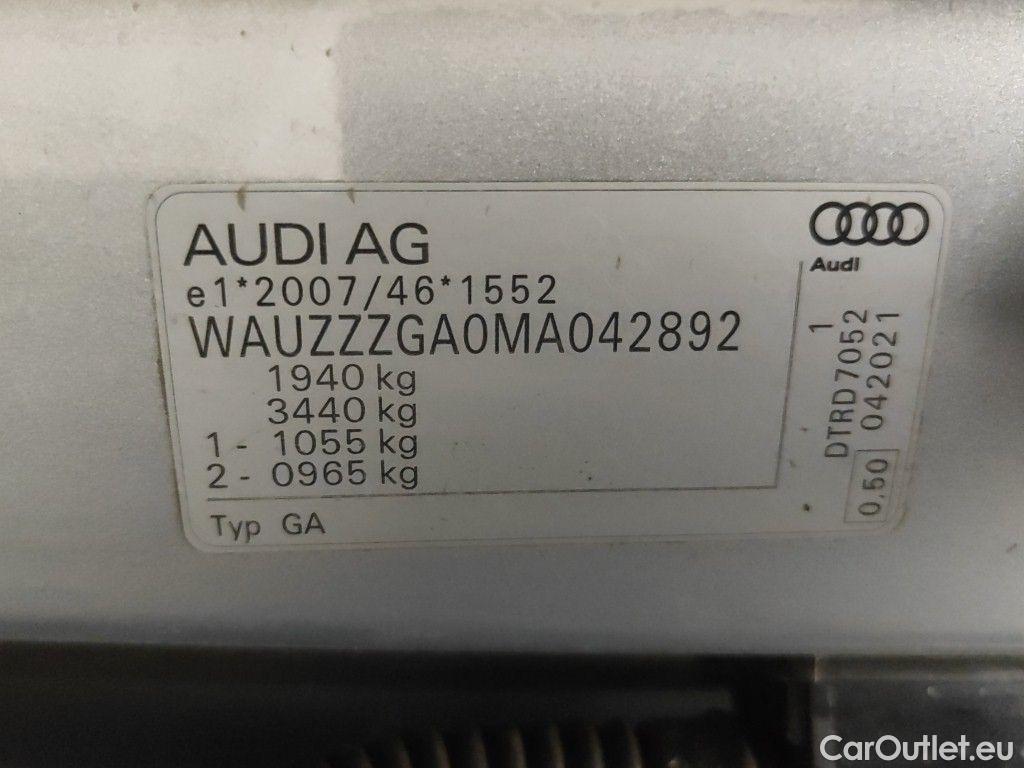 AUDI AG
e1*2007/46*1552
WAUZZZGA0MA042892
1940 kg
3440 kg
1 - 1055 kg
2 - 0965 kg
Typ GA
Audi
DTRD7052 1
0,50 042021
CarOutlet.eu